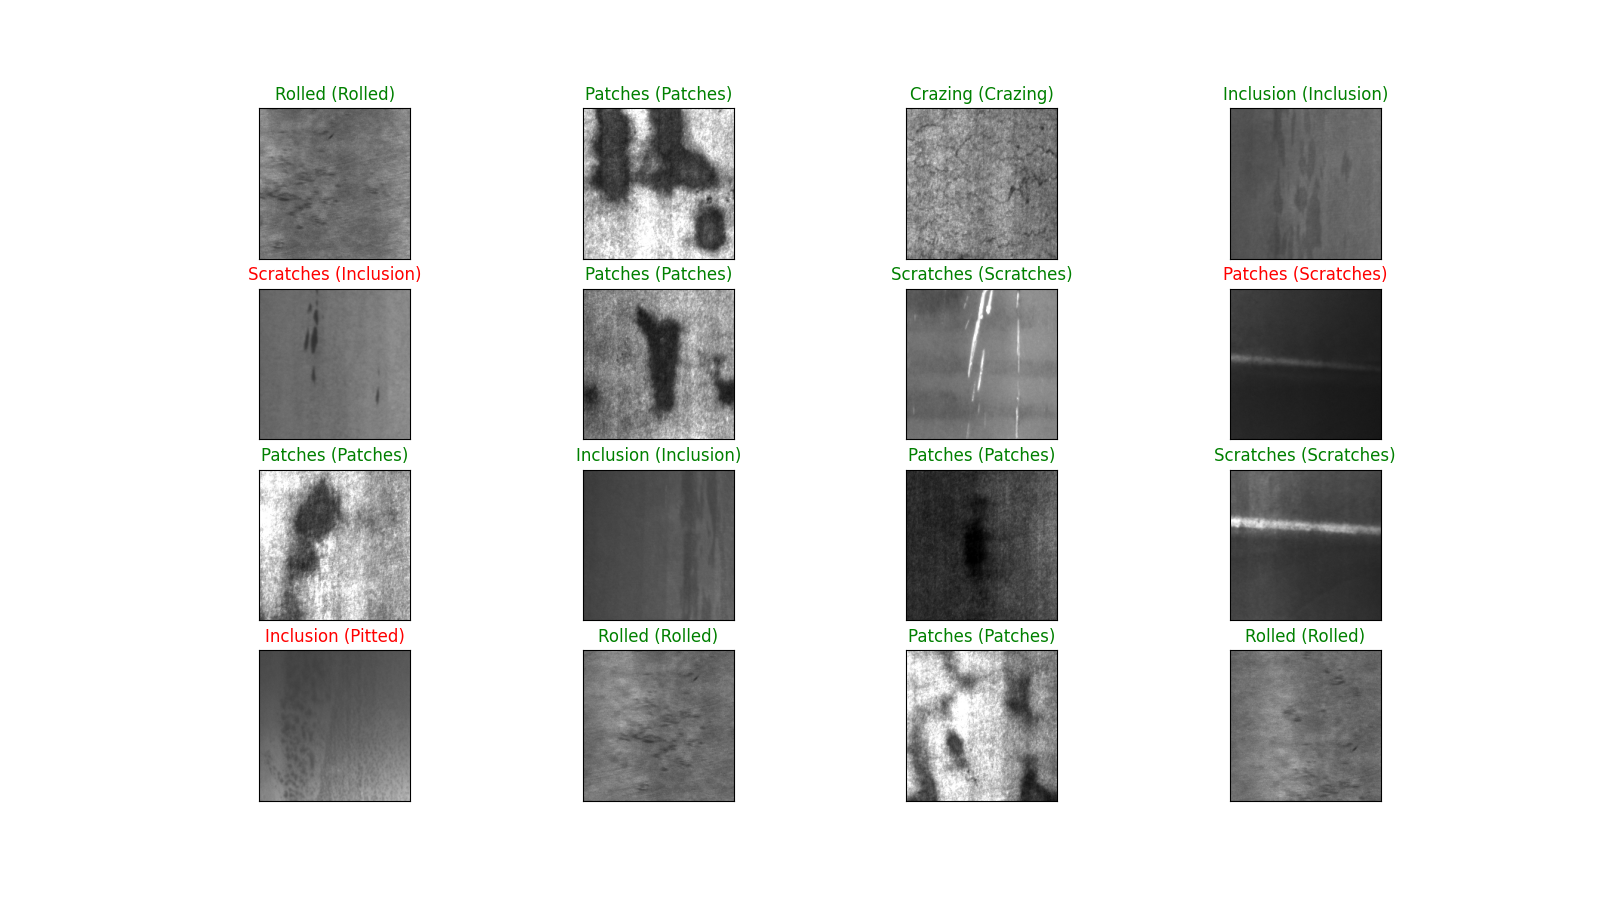 Rolled (Rolled)
Patches (Patches)
Crazing (Crazing)
Inclusion (Inclusion)
Scratches (Inclusion)
Patches (Patches)
Scratches (Scratches)
Patches (Scratches)
Patches (Patches)
Inclusion (Inclusion)
Patches (Patches)
Scratches (Scratches)
Inclusion (Pitted)
Rolled (Rolled)
Patches (Patches)
Rolled (Rolled)